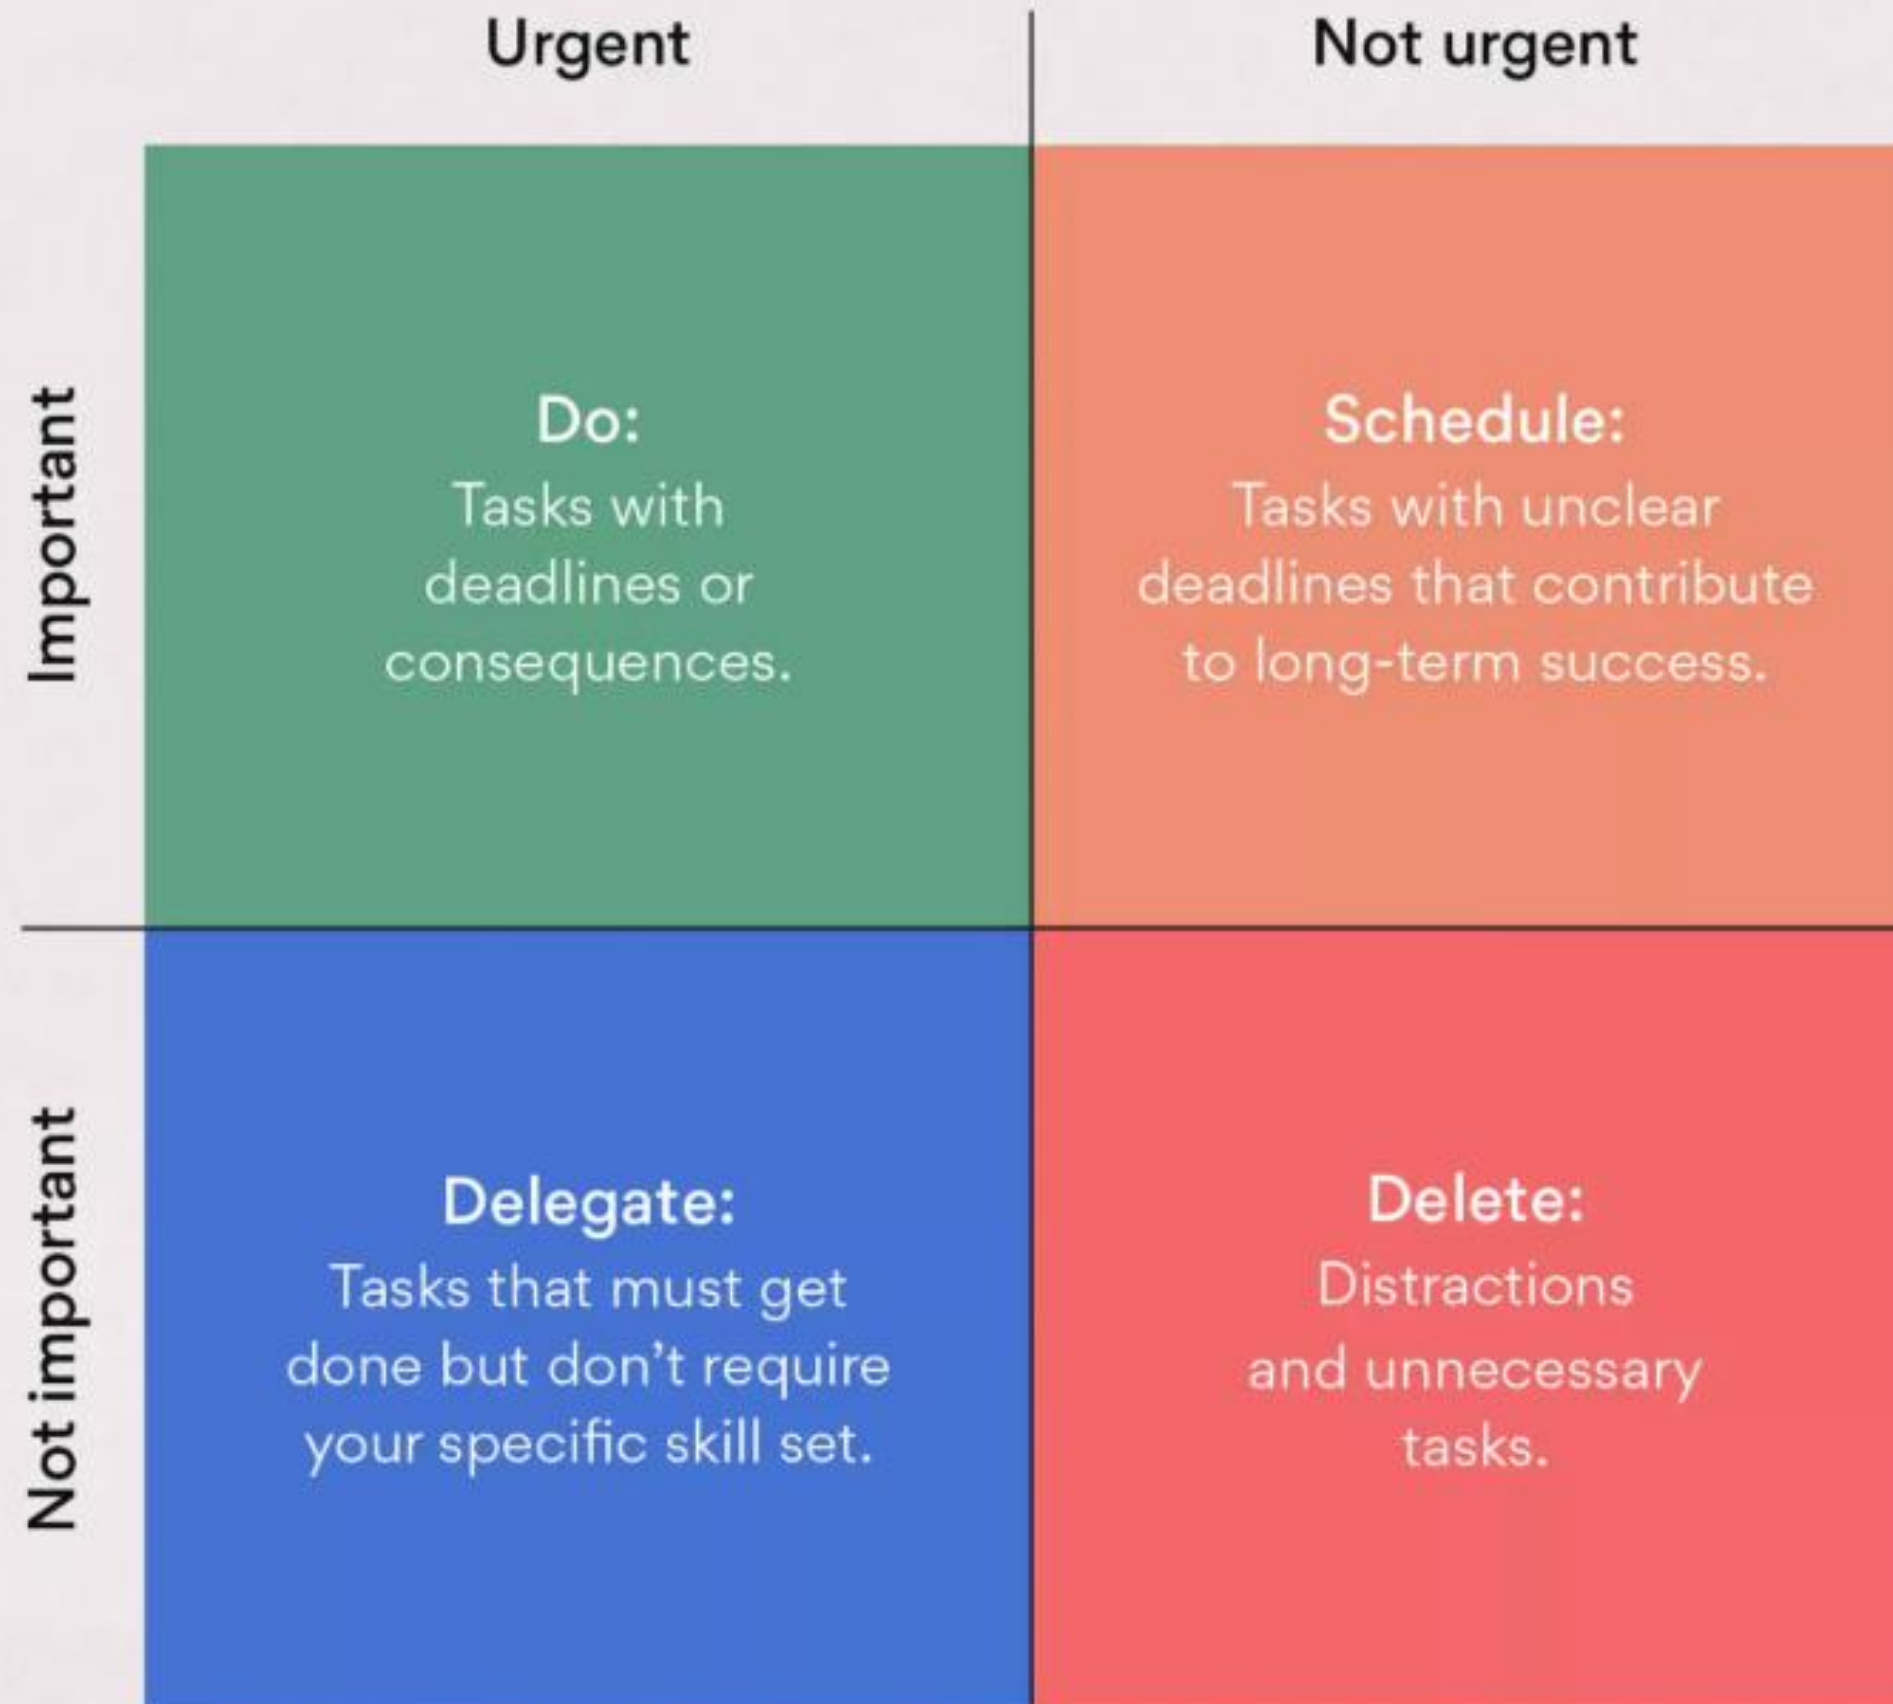 Urgent
Not urgent
Important
Do:
Tasks with
deadlines or
consequences.
Schedule:
Tasks with unclear
deadlines that contribute
to long-term success.
Not important
Delegate:
Tasks that must get
done but don’t require
your specific skill set.
Delete:
Distractions
and unnecessary
tasks.